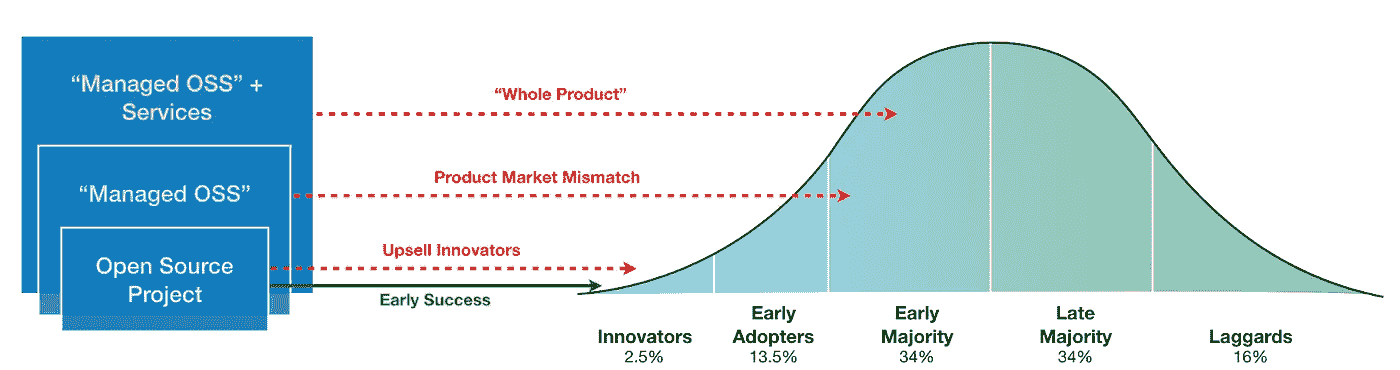 “Managed OSS” +
Services
“Managed OSS”
Open Source
Project
“Whole Product”
Product Market Mismatch
Upsell Innovators
Early Success
Innovators
2.5%
Early
Adopters
13.5%
Early
Majority
34%
Late
Majority
34%
Laggards
16%